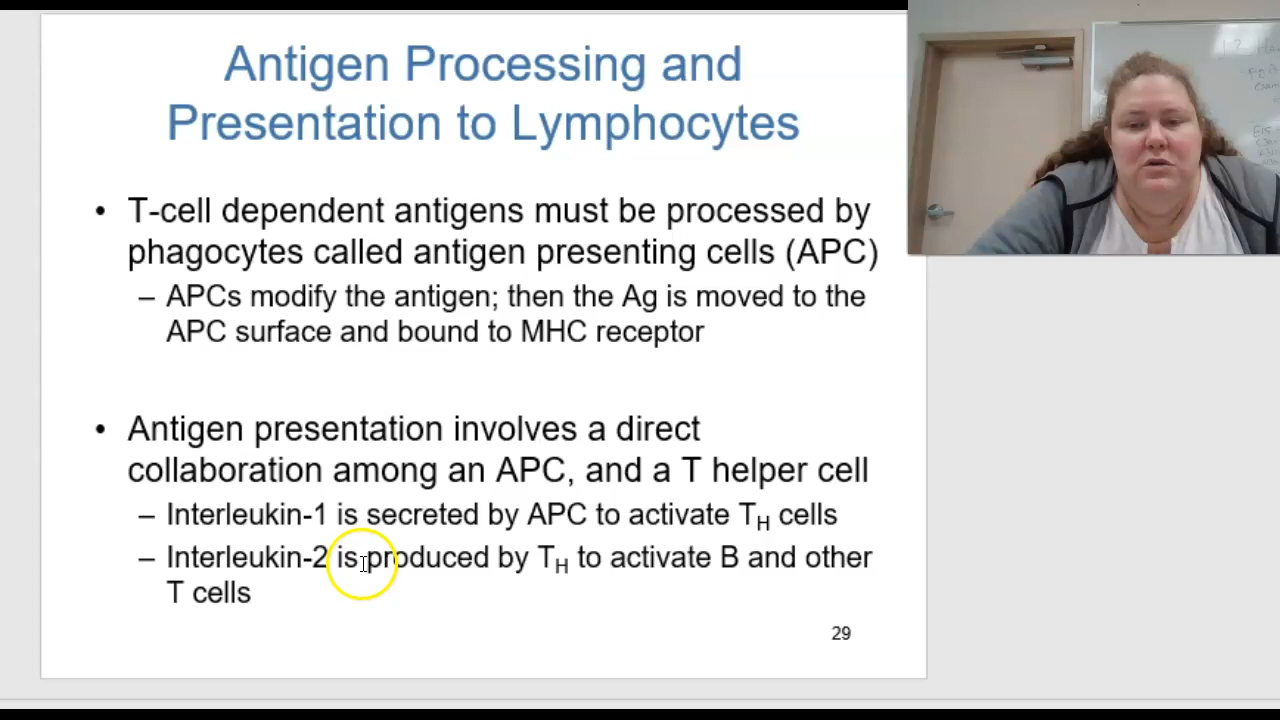 Antigen Processing and
Presentation to Lymphocytes
• T-cell dependent antigens must be processed by
phagocytes called antigen presenting cells (APC)
– APCs modify the antigen; then the Ag is moved to the
APC surface and bound to MHC receptor
• Antigen presentation involves a direct
collaboration among an APC, and a T helper cell
– Interleukin-1 is secreted by APC to activate TH cells
– Interleukin-2 is produced by TH to activate B and other
T cells
29